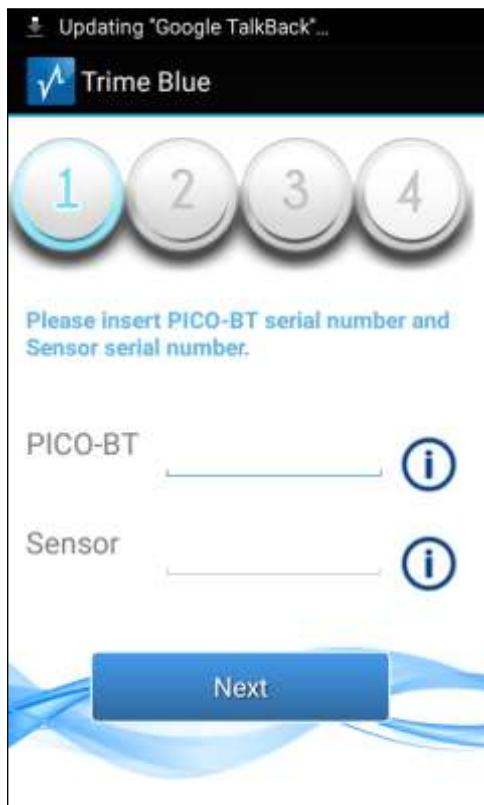 Updating "Google TalkBack"...
Trime Blue
1 2 3 4
Please insert PICO-BT serial number and
Sensor serial number.
PICO-BT
i
Sensor
i
Next